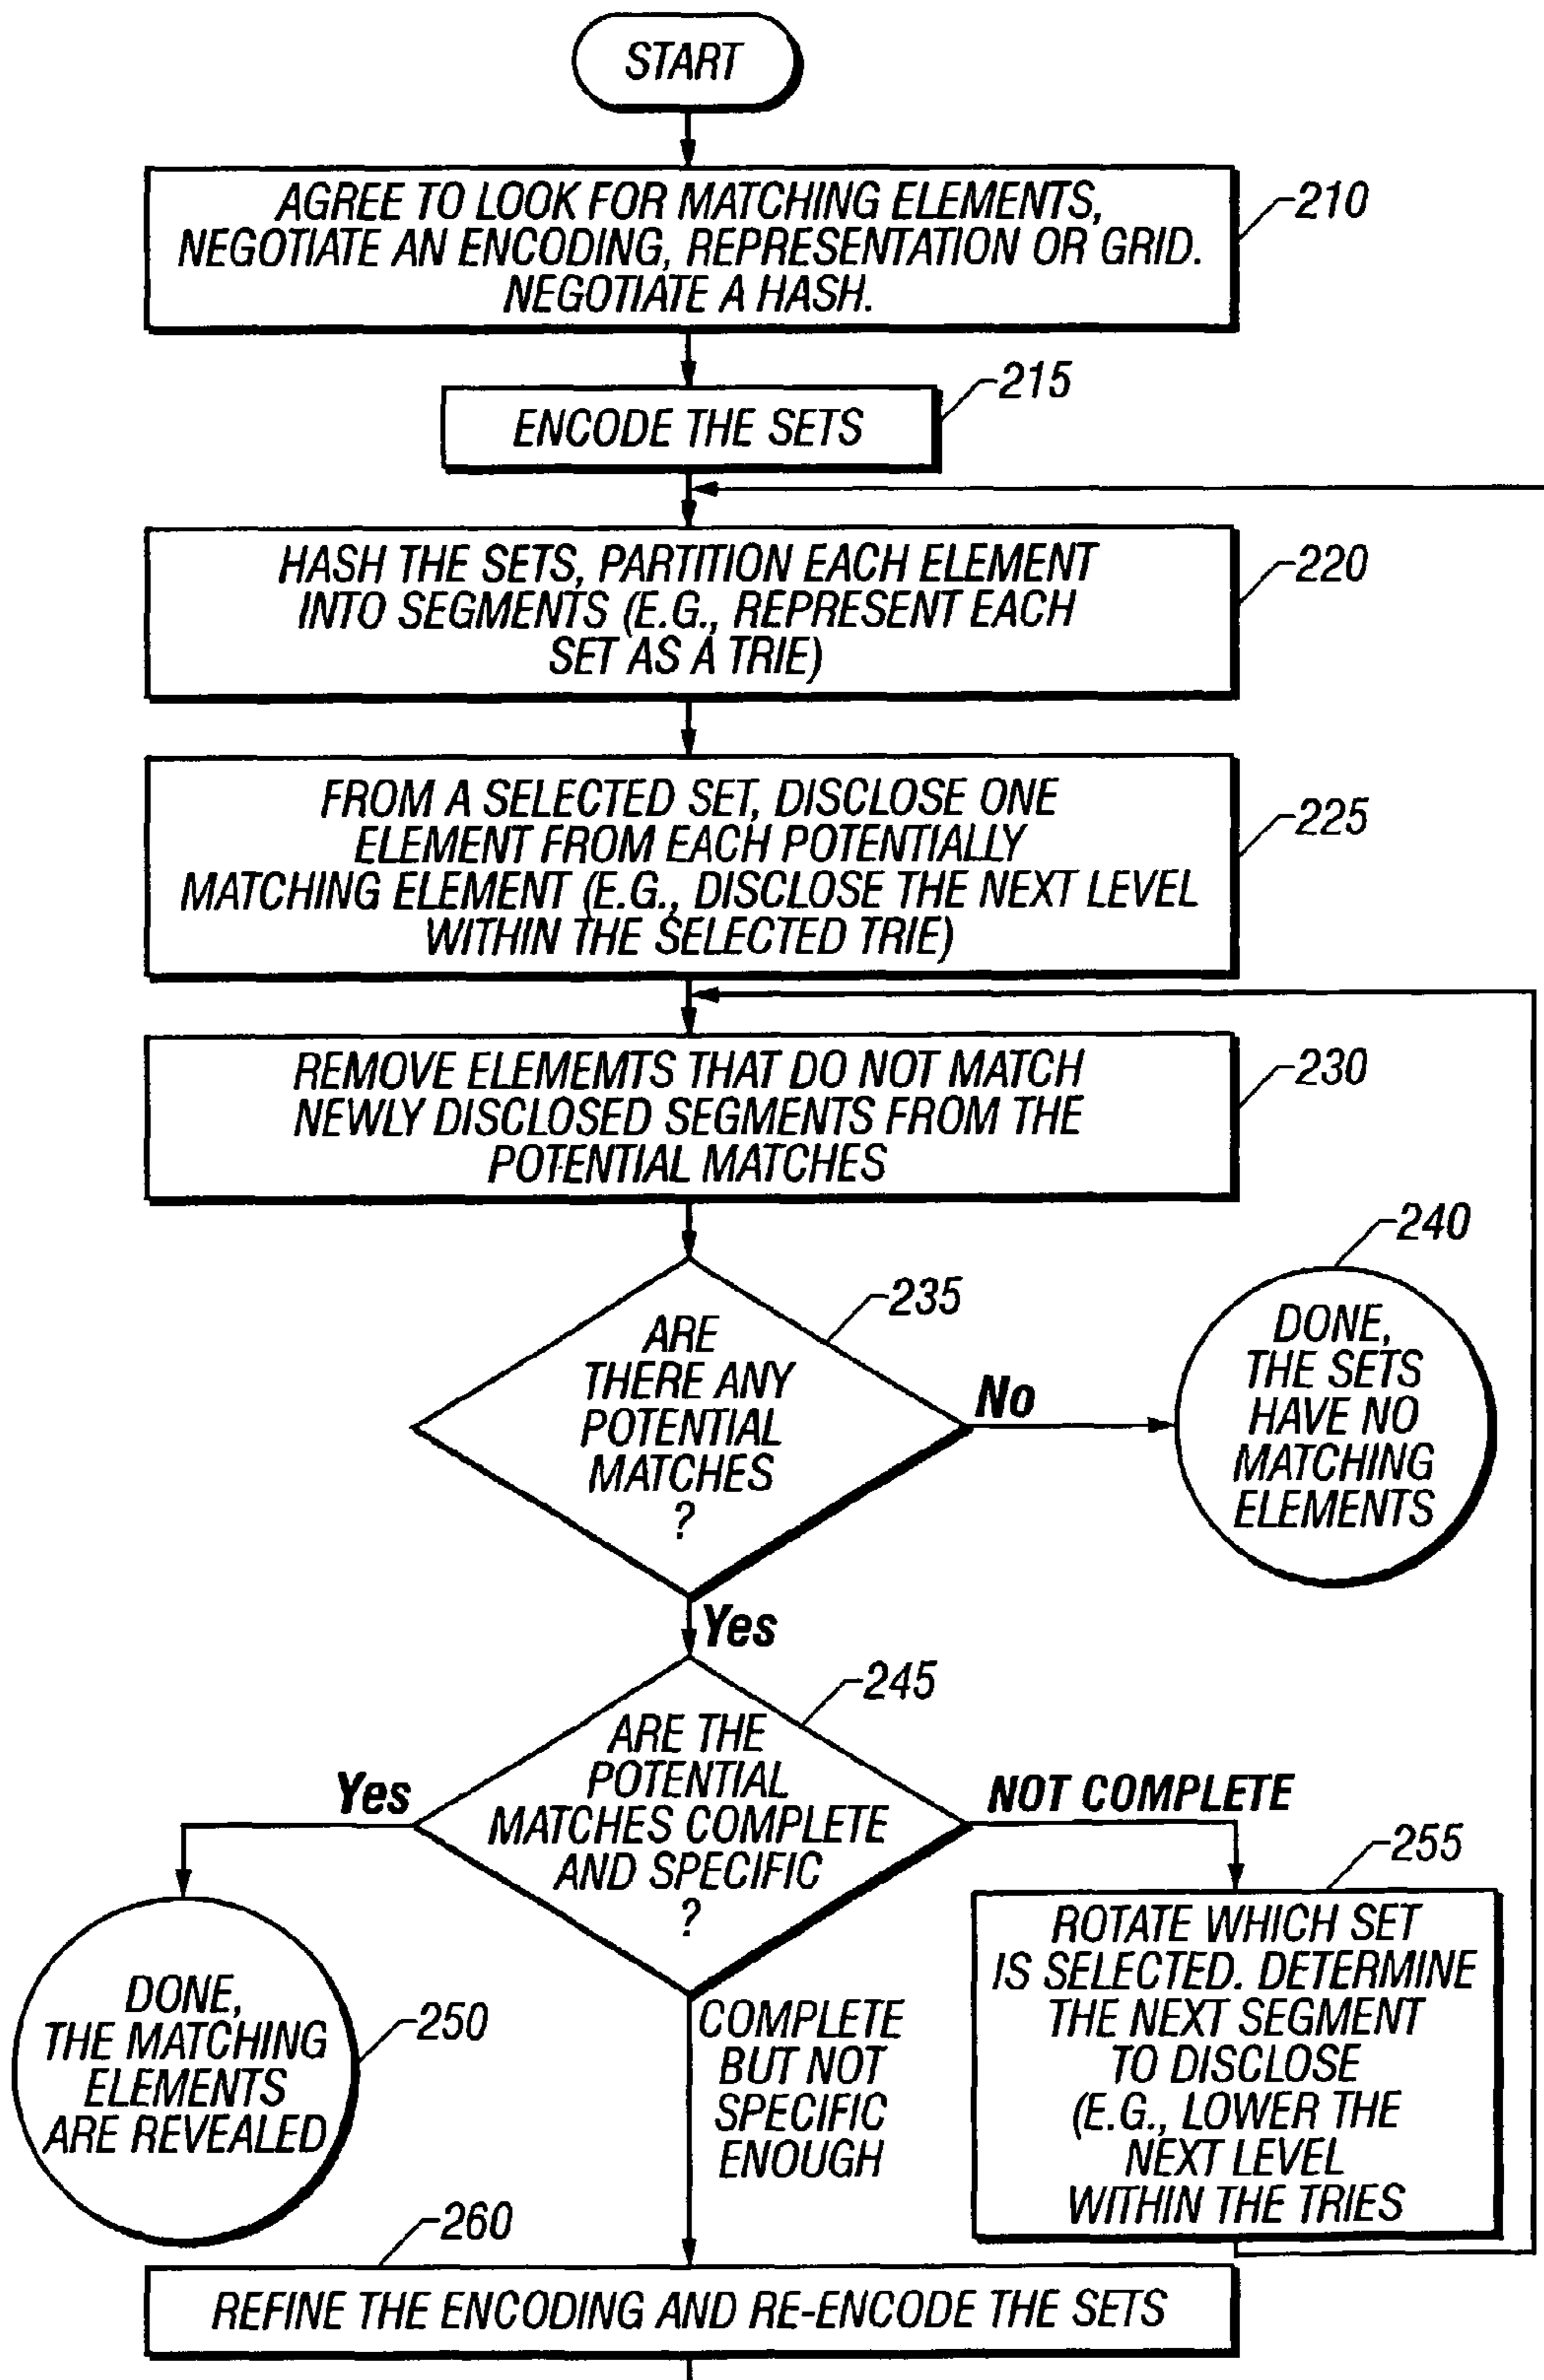 START
AGREE TO LOOK FOR MATCHING ELEMENTS,
NEGOTIATE AN ENCODING, REPRESENTATION OR GRID.
NEGOTIATE A HASH.
210
215
ENCODE THE SETS
HASH THE SETS, PARTITION EACH ELEMENT
INTO SEGMENTS (E.G., REPRESENT EACH
SET AS A TRIE)
220
FROM A SELECTED SET, DISCLOSE ONE
ELEMENT FROM EACH POTENTIALLY
MATCHING ELEMENT (E.G., DISCLOSE THE NEXT LEVEL
WITHIN THE SELECTED TRIE)
225
REMOVE ELEMEMTS THAT DO NOT MATCH
NEWLY DISCLOSED SEGMENTS FROM THE
POTENTIAL MATCHES
230
235
ARE
THERE ANY
POTENTIAL
MATCHES
?
No
240
DONE,
THE SETS
HAVE NO
MATCHING
ELEMENTS
Yes
245
ARE THE
POTENTIAL
MATCHES COMPLETE
AND SPECIFIC
?
Yes
NOT COMPLETE
250
DONE,
THE MATCHING
ELEMENTS
ARE REVEALED
COMPLETE
BUT NOT
SPECIFIC
ENOUGH
255
ROTATE WHICH SET
IS SELECTED. DETERMINE
THE NEXT SEGMENT
TO DISCLOSE
(E.G., LOWER THE
NEXT LEVEL
WITHIN THE TRIES
260
REFINE THE ENCODING AND RE-ENCODE THE SETS